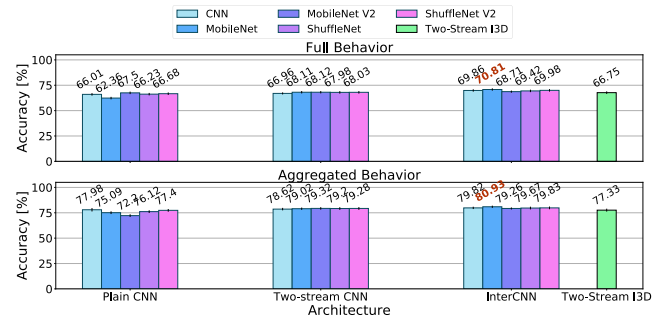 CNN MobileNet V2 ShuffleNet V2
MobileNet ShuffleNet Two-Stream I3D
Full Behavior
Accuracy [%]
100
75
50
25
0
66.01 62.36 67.5 66.23 66.68
66.96 68.11 68.12 67.98 68.03
69.86 70.81 68.71 69.42 69.98
66.75
Aggregated Behavior
Accuracy [%]
100
75
50
25
0
77.98 75.09 72.2 76.12 77.4
78.62 79.02 79.32 79.2 79.28
79.82 80.93 79.26 79.67 79.83
77.33
Plain CNN Two-stream CNN InterCNN Two-Stream I3D
Architecture